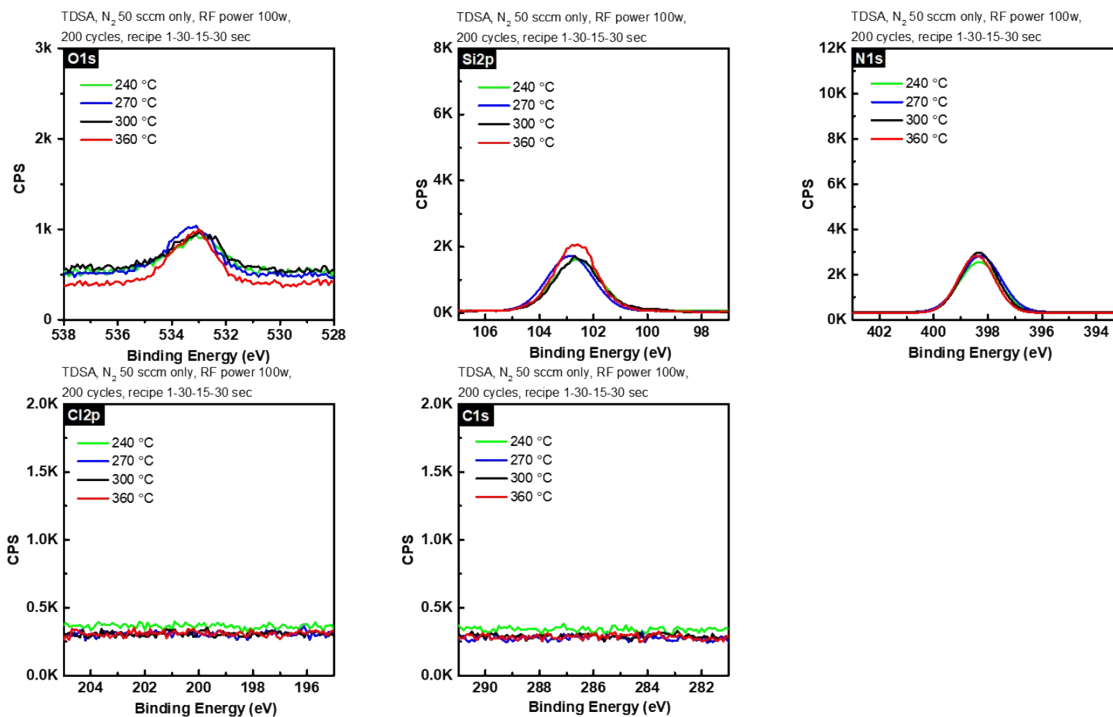 TDSA, N₂ 50 sccm only, RF power 100w,
200 cycles, recipe 1-30-15-30 sec
O1s
240 °C
270 °C
300 °C
360 °C
3k
2k
1k
0
CPS
538 536 534 532 530 528
Binding Energy (eV)
TDSA, N₂ 50 sccm only, RF power 100w,
200 cycles, recipe 1-30-15-30 sec
Si2p
240 °C
270 °C
300 °C
360 °C
8K
6K
4K
2K
0K
CPS
106 104 102 100 98
Binding Energy (eV)
TDSA, N₂ 50 sccm only, RF power 100w,
200 cycles, recipe 1-30-15-30 sec
N1s
240 °C
270 °C
300 °C
360 °C
12K
10K
8K
6K
4K
2K
0K
CPS
402 400 398 396 394
Binding Energy (eV)
TDSA, N₂ 50 sccm only, RF power 100w,
200 cycles, recipe 1-30-15-30 sec
Cl2p
240 °C
270 °C
300 °C
360 °C
2.0K
1.5K
1.0K
0.5K
0.0K
CPS
204 202 200 198 196
Binding Energy (eV)
TDSA, N₂ 50 sccm only, RF power 100w,
200 cycles, recipe 1-30-15-30 sec
C1s
240 °C
270 °C
300 °C
360 °C
2.0K
1.5K
1.0K
0.5K
0.0K
CPS
290 288 286 284 282
Binding Energy (eV)